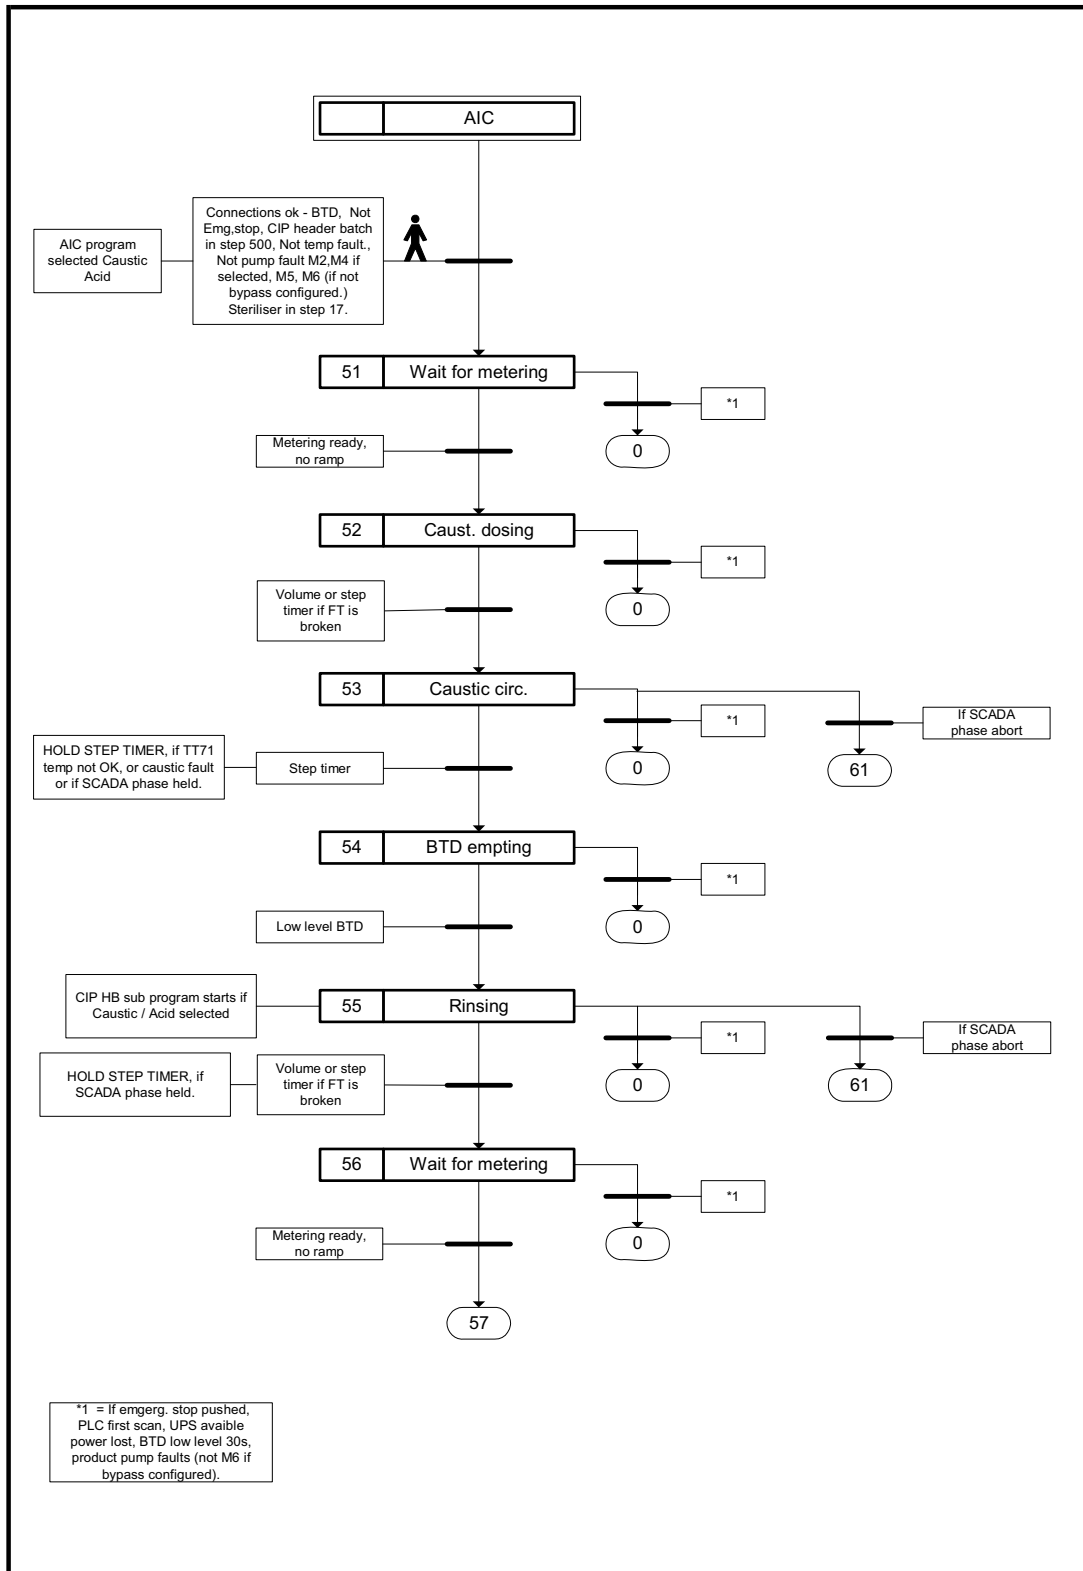 AIC
Connections ok - BTD, Not
Emg,stop, CIP header batch
in step 500, Not temp fault.,
Not pump fault M2,M4 if
selected, M5, M6 (if not
bypass configured.)
Steriliser in step 17.
AIC program
selected Caustic
Acid
51 Wait for metering
*1
0
Metering ready,
no ramp
52 Caust. dosing
*1
0
Volume or step
timer if FT is
broken
53 Caustic circ.
*1
If SCADA
phase abort
0
61
HOLD STEP TIMER, if TT71
temp not OK, or caustic fault
or if SCADA phase held.
Step timer
54 BTD empting
*1
0
Low level BTD
CIP HB sub program starts if
Caustic / Acid selected
55 Rinsing
*1
If SCADA
phase abort
0
61
HOLD STEP TIMER, if
SCADA phase held.
Volume or step
timer if FT is
broken
56 Wait for metering
*1
0
Metering ready,
no ramp
57
*1 = If emgerg. stop pushed,
PLC first scan, UPS avaible
power lost, BTD low level 30s,
product pump faults (not M6 if
bypass configured).